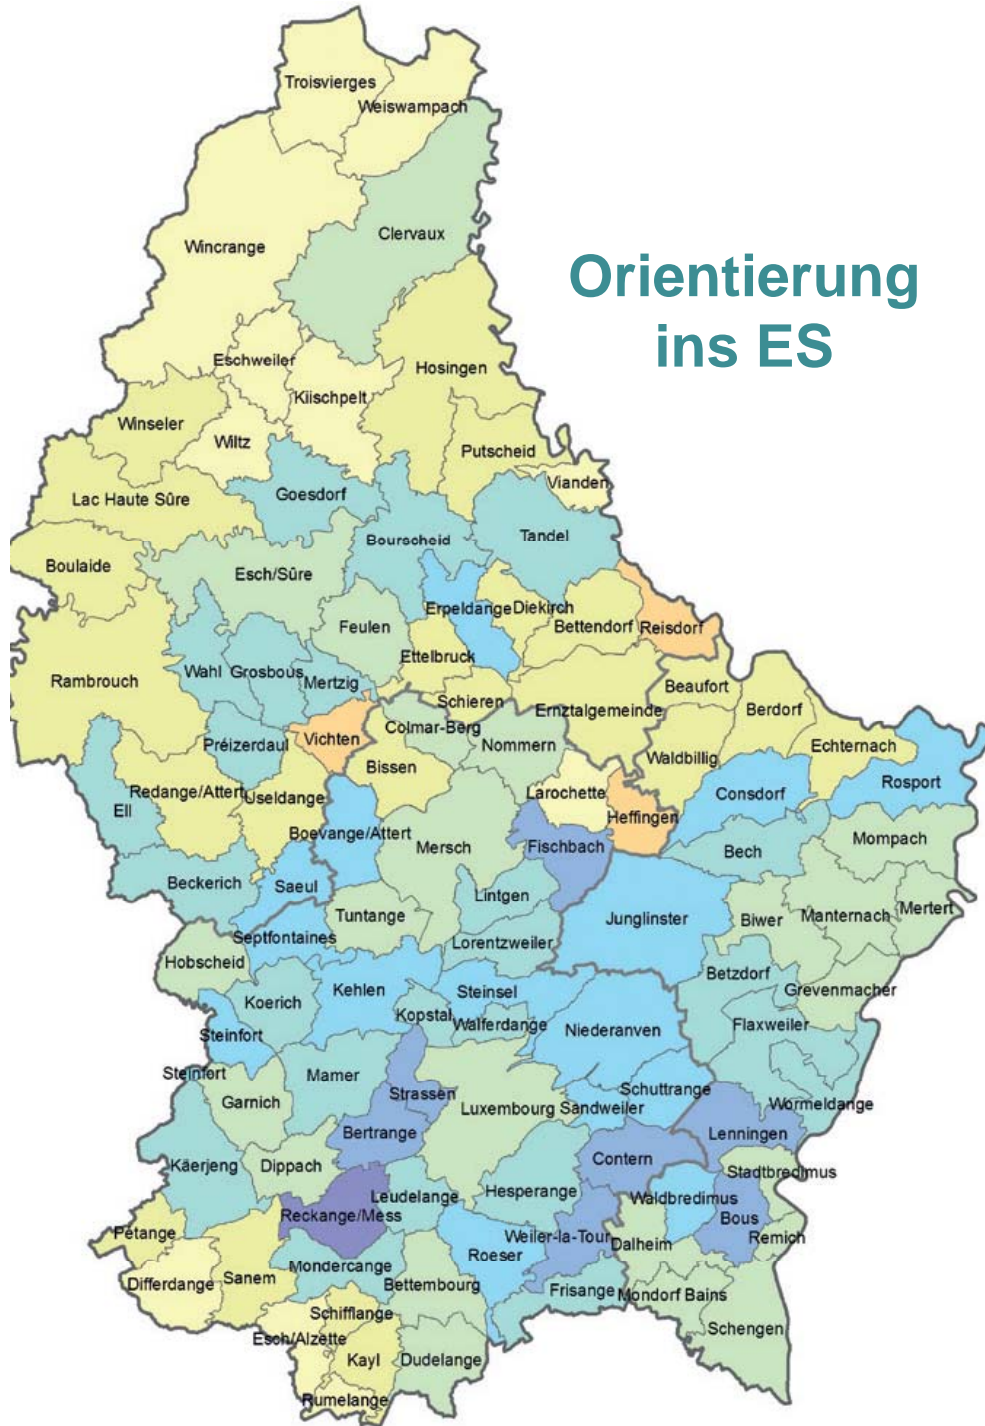 Troisvierges
Weiswampach
Clervaux
Wincrange
Orientierung
ins ES
Eschweiler
Hosingen
Kiischpelt
Winseler
Wiltz
Putscheid
Vianden
Lac Haute Sûre
Goesdorf
Tandel
Bourscheid
Boulaide
Esch/Sûre
Erpeldange
Diekirch
Bettendorf
Reisdorf
Feulen
Ettelbruck
Wahl
Grosbous
Mertzig
Rambrouch
Beaufort
Schieren
Ernztalgemeinde
Berdorf
Colmar-Berg
Vichten
Préizerdaul
Nommern
Echternach
Waldbillig
Bissen
Rosport
Redange/Attert
Useldange
Larochette
Consdorf
Ell
Heffingen
Boevange/Attert
Mersch
Fischbach
Mompach
Bech
Beckerich
Saeul
Lintgen
Mertert
Tuntange
Junglinster
Biwer
Manternach
Septfontaines
Lorentzweiler
Hobscheid
Betzdorf
Kehlen
Steinsel
Grevenmacher
Koerich
Kopstal
Walferdange
Niederanven
Flaxweiler
Steinfort
Steinfort
Mamer
Schuttrange
Strassen
Garnich
Luxembourg
Sandweiler
Wormeldange
Bertrange
Lenningen
Contern
Käerjeng
Dippach
Stadtbredimus
Leudelange
Hesperange
Waldbredimus
Reckange/Mess
Bous
Pétange
Weiler-la-Tour
Dalheim
Remich
Roeser
Mondercange
Differdange
Sanem
Bettembourg
Frisange
Mondorf Bains
Schifflange
Schengen
Esch/Alzette
Kayl
Dudelange
Rumelange